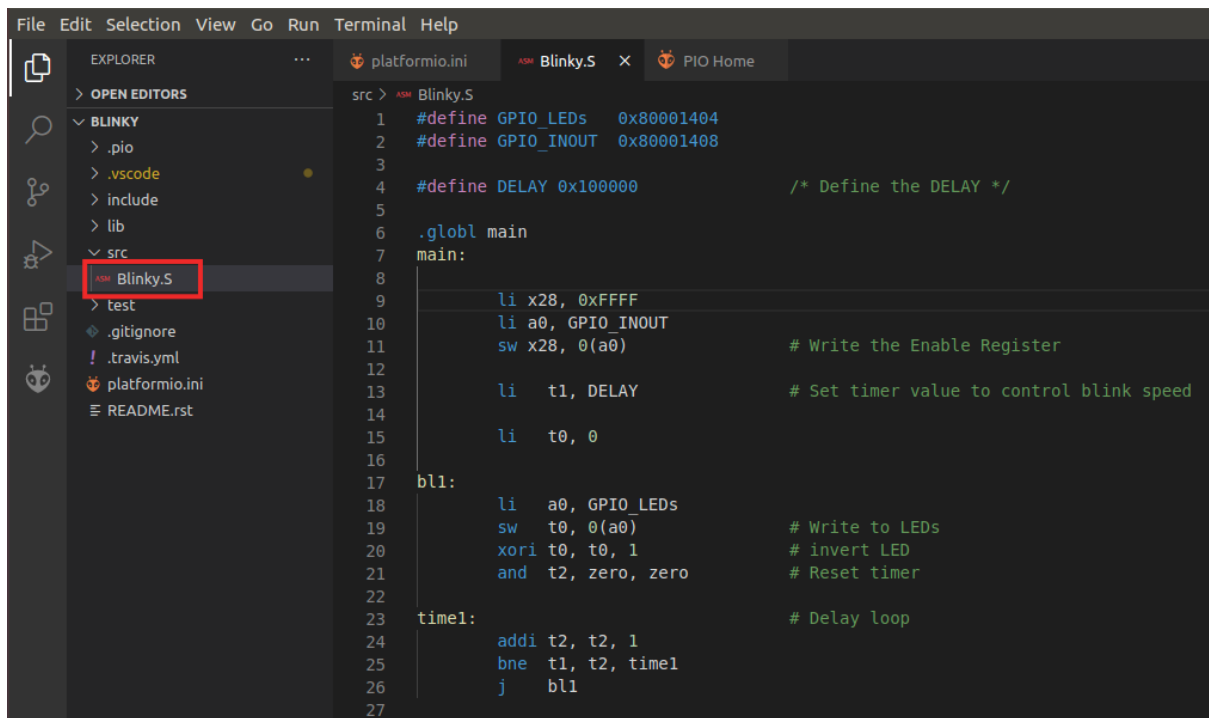 File Edit Selection View Go Run Terminal Help
EXPLORER ...
OPEN EDITORS
BLINKY
.pio
.vscode
include
lib
src
ASM Blinky.S
test
.gitignore
! .travis.yml
platformio.ini
README.rst
platformio.ini ASM Blinky.S × PIO Home
src > ASM Blinky.S
1 #define GPIO_LEDs 0x80001404
2 #define GPIO_INOUT 0x80001408
3
4 #define DELAY 0x100000 /* Define the DELAY */
5
6 .globl main
7 main:
8
9 li x28, 0xFFFF
10 li a0, GPIO_INOUT
11 sw x28, 0(a0) # Write the Enable Register
12
13 li t1, DELAY # Set timer value to control blink speed
14
15 li t0, 0
16
17 bl1:
18 li a0, GPIO_LEDs
19 sw t0, 0(a0) # Write to LEDs
20 xori t0, t0, 1 # invert LED
21 and t2, zero, zero # Reset timer
22
23 time1: # Delay loop
24 addi t2, t2, 1
25 bne t1, t2, time1
26 j bl1
27